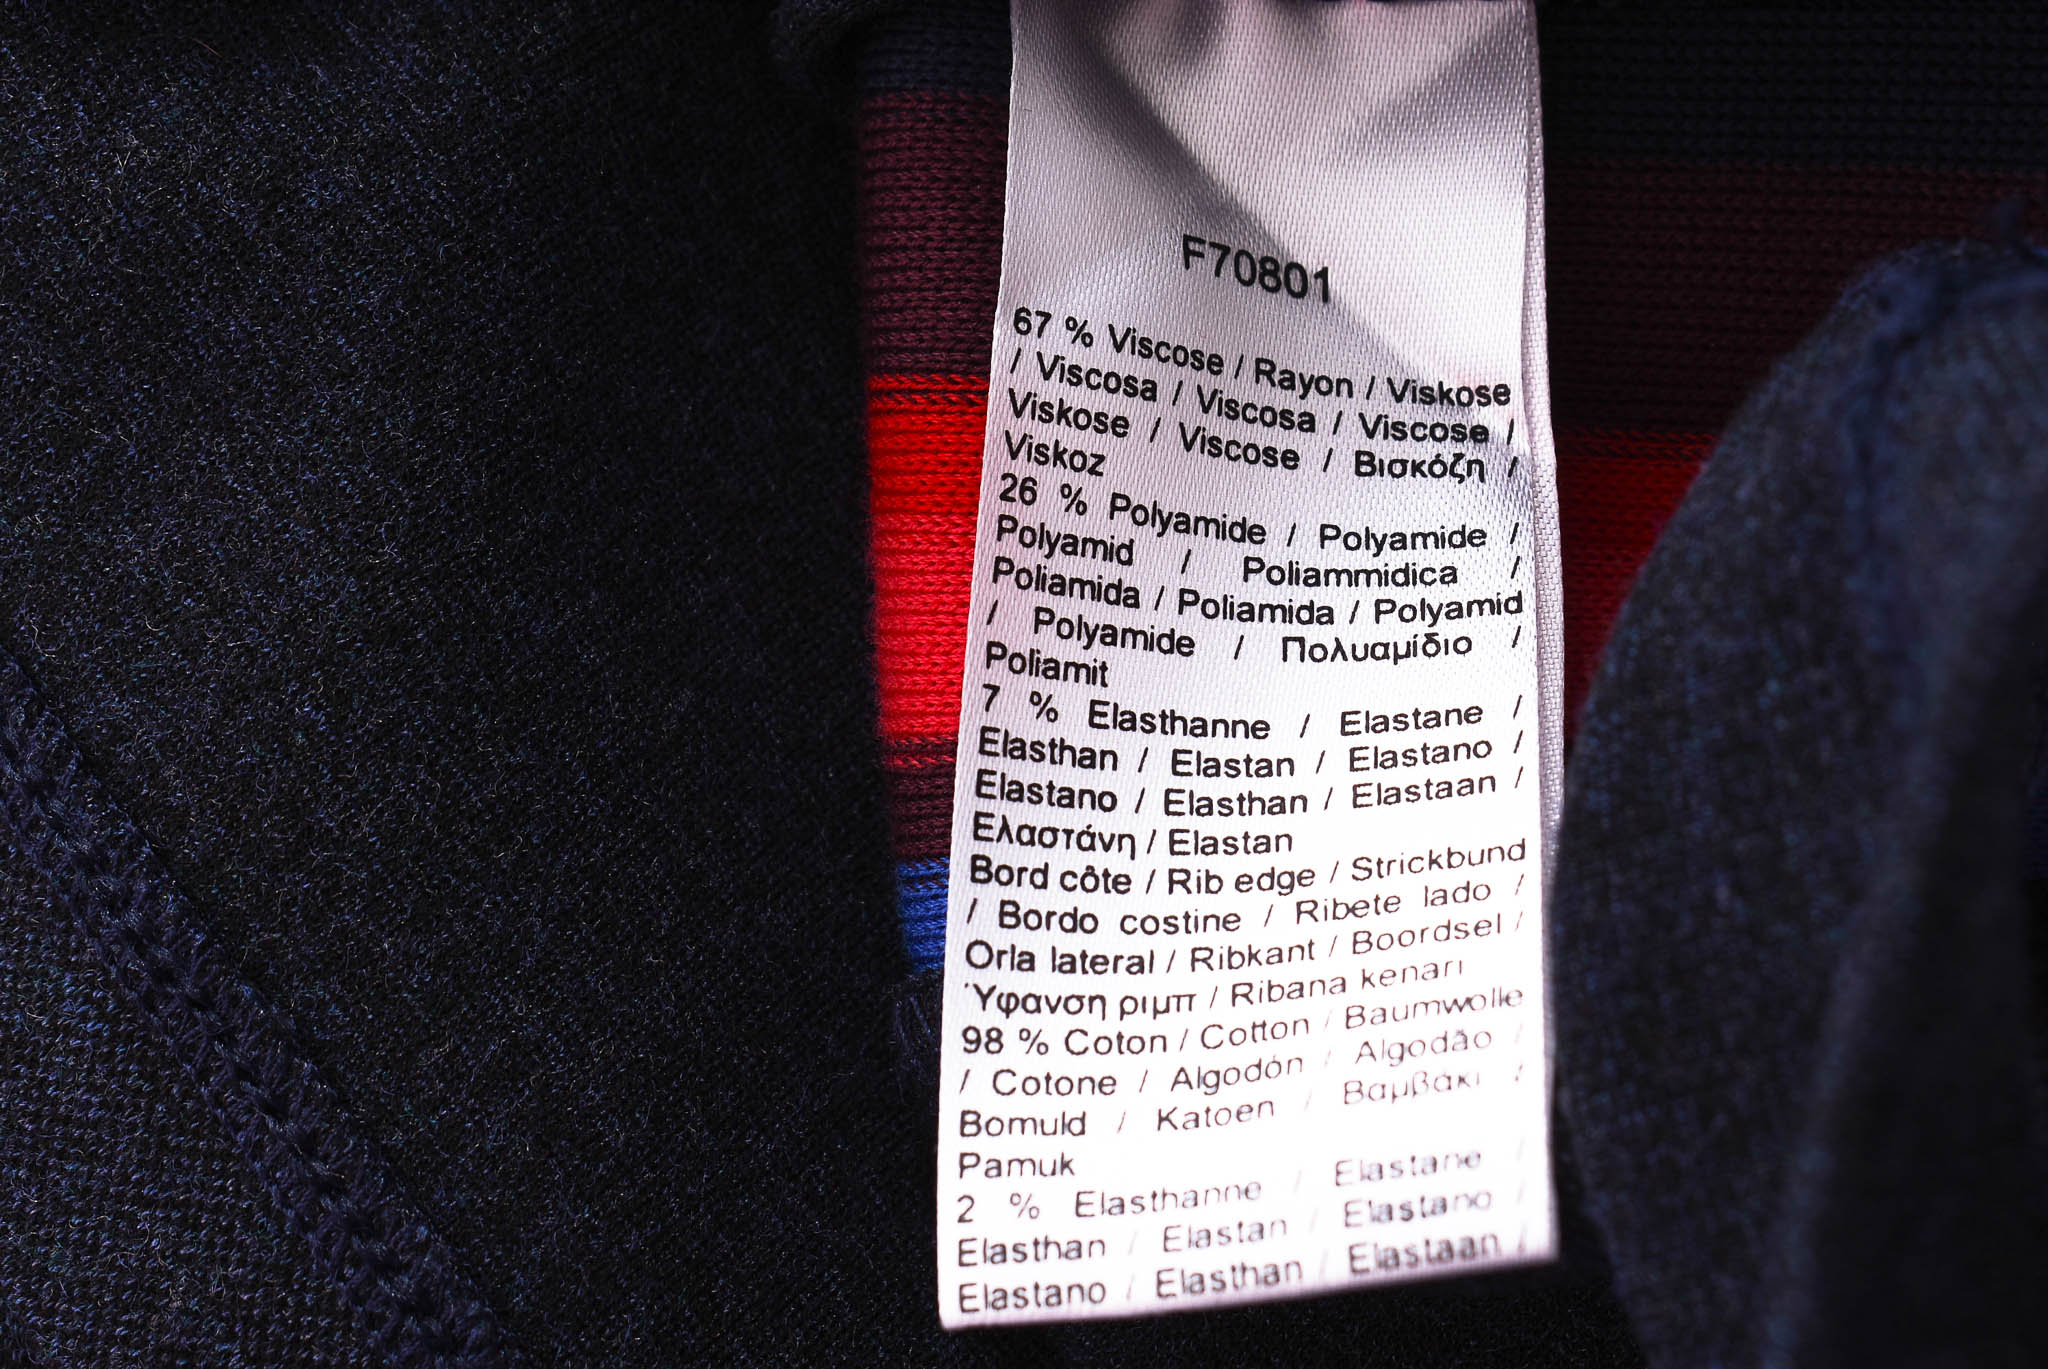 F70801
67 % Viscose / Rayon / Viskose
/ Viscosa / Viscosa / Viscose /
Viskose / Viscose / Βισκόζη /
Viskoz
26 % Polyamide / Polyamide /
Polyamid / Poliammidica /
Poliamida / Poliamida / Polyamid
/ Polyamide / Πολυαμίδιο /
Poliamit
7 % Elasthanne / Elastane /
Elasthan / Elastan / Elastano /
Elastano / Elasthan / Elastaan /
Ελαστάνη / Elastan
Bord côte / Rib edge / Strickbund
/ Bordo costine / Ribete lado /
Orla lateral / Ribkant / Boordsel /
Ύφανση ριμπ / Ribana kenarı
98 % Coton / Cotton / Baumwolle
/ Cotone / Algodón / Algodão /
Bomuld / Katoen / Βαμβάκι /
Pamuk
2 % Elasthanne / Elastane /
Elasthan / Elastan / Elastano /
Elastano / Elasthan / Elastaan /